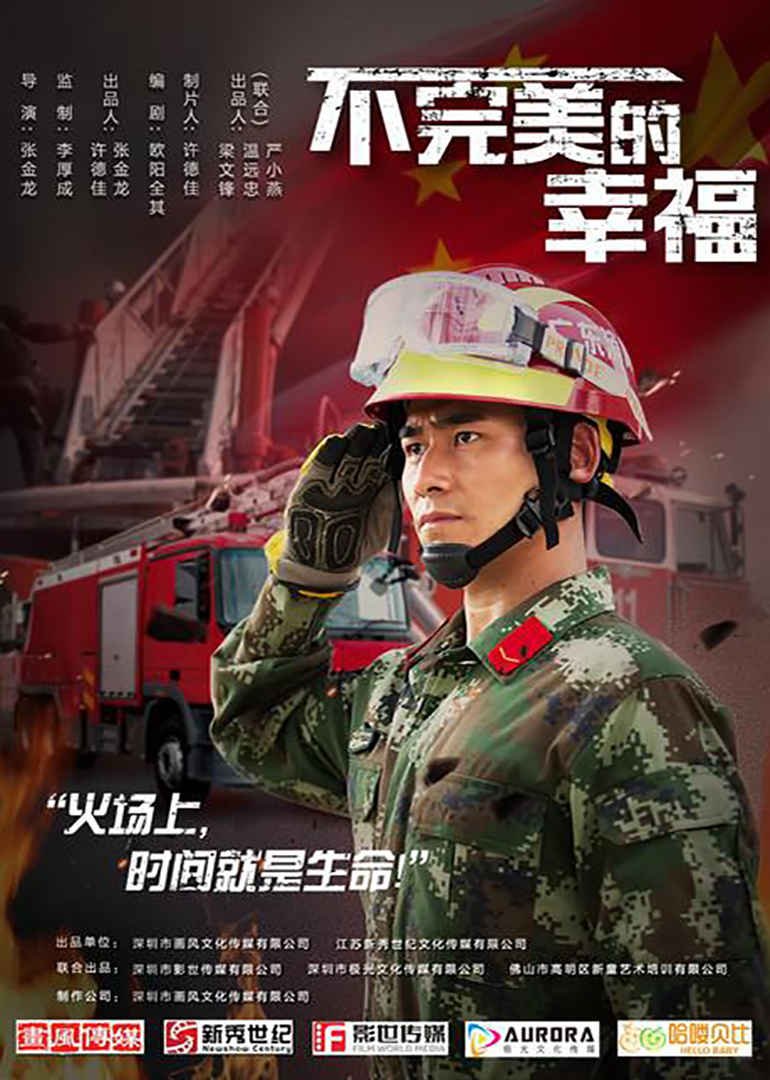 不完美的
幸福
导演：张金龙
监制：李厚成
出品人：张金龙
许德佳
编剧：欧阳全其
制片人：许德佳
（联合）
出品人：严小燕
温远忠
梁文锋
广东
“火场上，
时间就是生命！”
出品单位：深圳市画风文化传媒有限公司 江苏新秀世纪文化传媒有限公司
联合出品：深圳市影世传媒有限公司 深圳市极光文化传媒有限公司 佛山市高明区新童艺术培训有限公司
制作公司：深圳市画风文化传媒有限公司
畫風傳媒
新秀世纪
Newshow Century
影世传媒
FILM WORLD MEDIA
AURORA
极光文化传媒
哈喽贝比
HELLO BABY